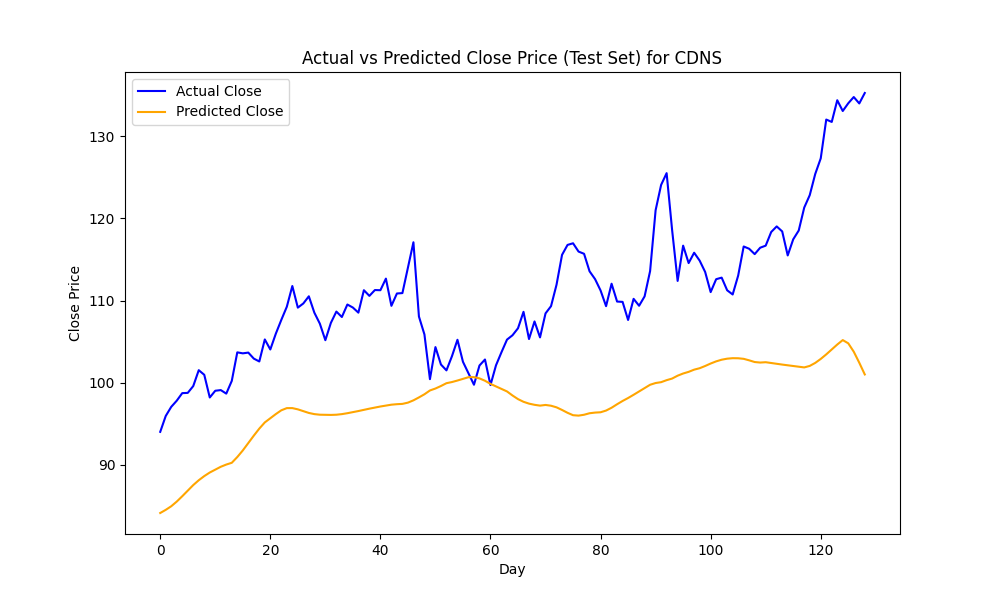 Actual vs Predicted Close Price (Test Set) for CDNS
Actual Close
Predicted Close
130
120
110
100
90
Close Price
0 20 40 60 80 100 120
Day